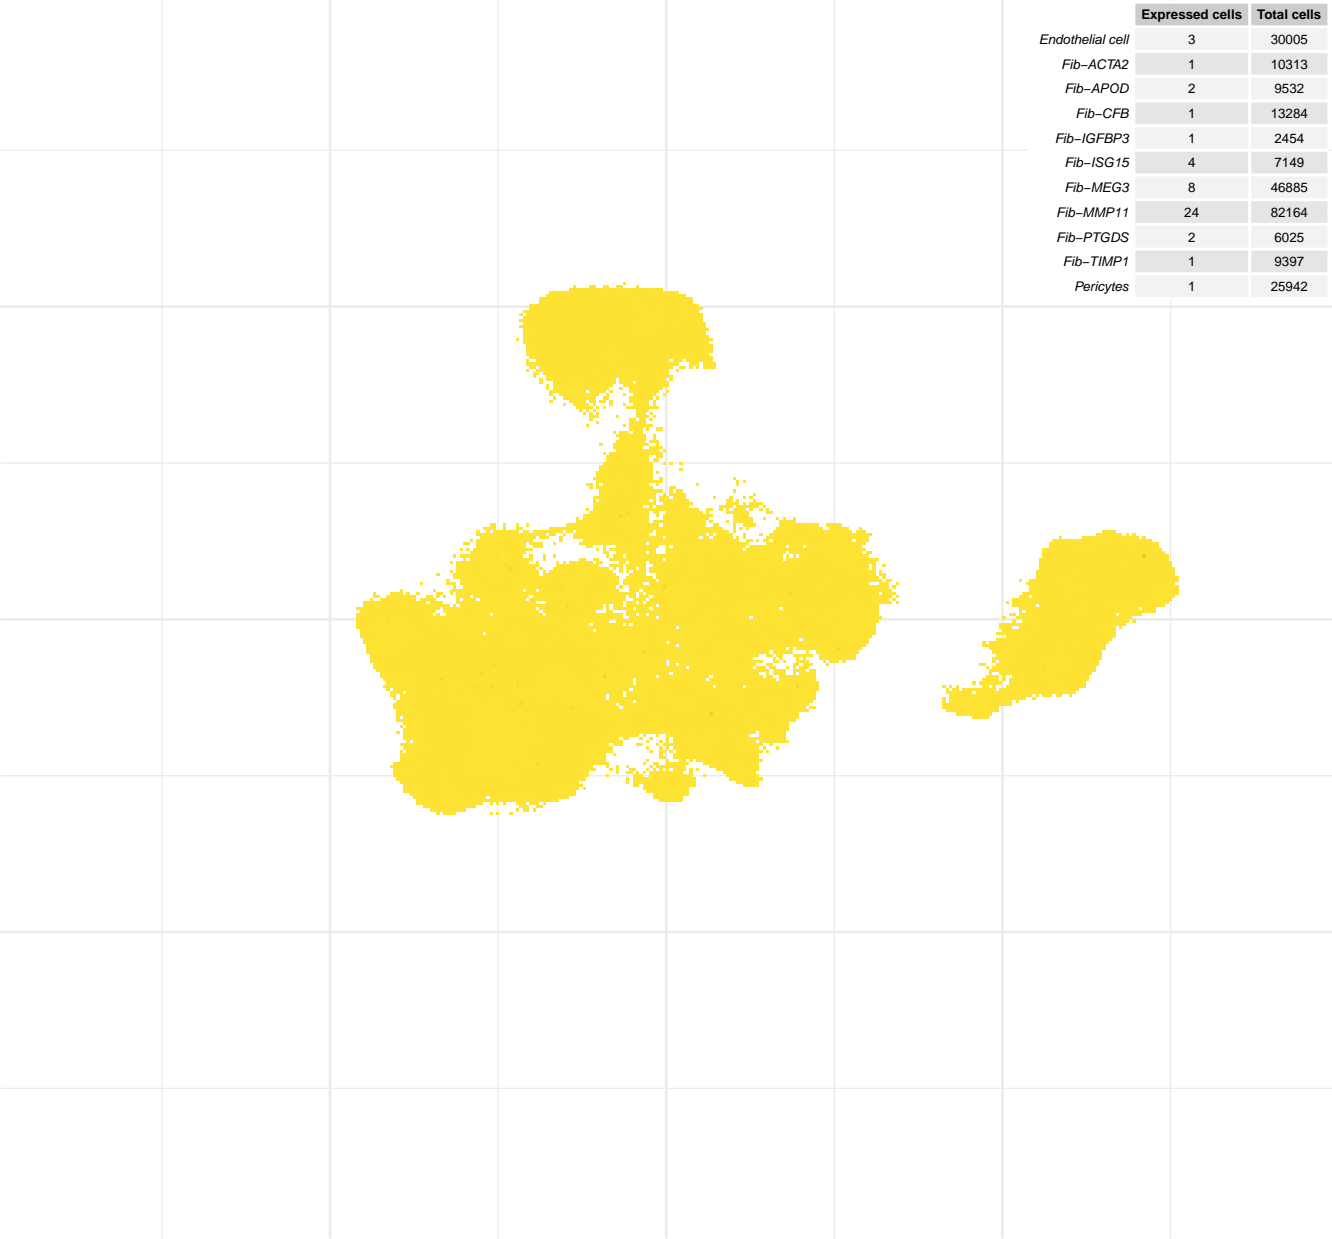 Expressed cells Total cells
Endothelial cell 3 30005
Fib−ACTA2 1 10313
Fib−APOD 2 9532
Fib−CFB 1 13284
Fib−IGFBP3 1 2454
Fib−ISG15 4 7149
Fib−MEG3 8 46885
Fib−MMP11 24 82164
Fib−PTGDS 2 6025
Fib−TIMP1 1 9397
Pericytes 1 25942